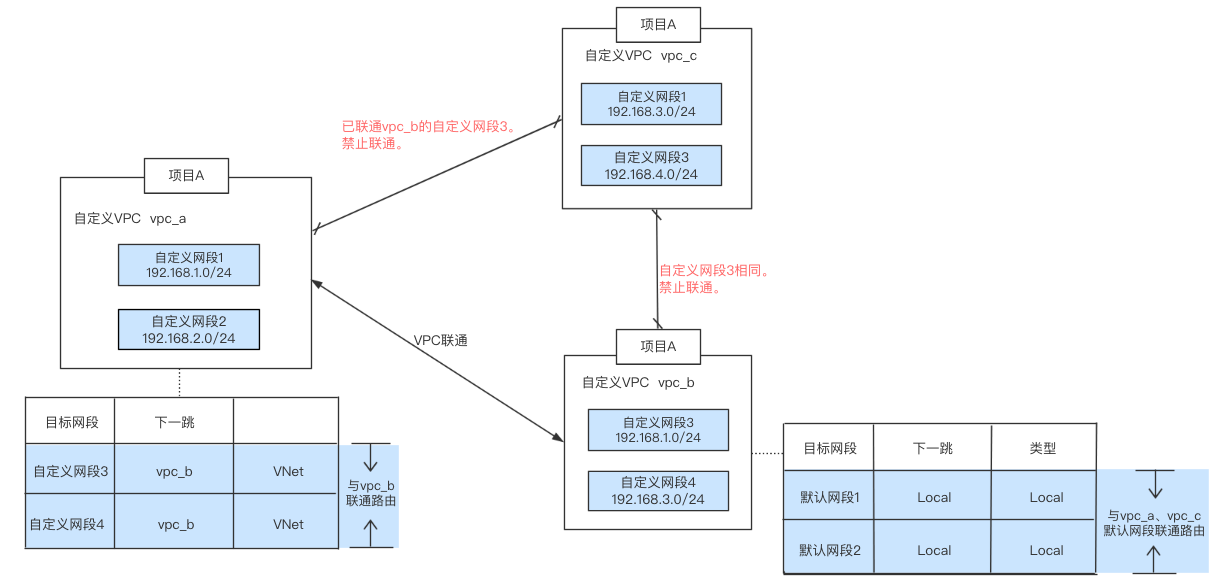 项目A
自定义VPC vpc_c
自定义网段1
192.168.3.0/24
自定义网段3
192.168.4.0/24
已联通vpc_b的自定义网段3。
禁止联通。
项目A
自定义VPC vpc_a
自定义网段1
192.168.1.0/24
自定义网段2
192.168.2.0/24
自定义网段3相同。
禁止联通。
VPC联通
项目A
自定义VPC vpc_b
自定义网段3
192.168.1.0/24
自定义网段4
192.168.3.0/24
目标网段 下一跳
自定义网段3 vpc_b VNet
自定义网段4 vpc_b VNet
与vpc_b
联通路由
目标网段 下一跳 类型
默认网段1 Local Local
默认网段2 Local Local
与vpc_a、vpc_c
默认网段联通路由